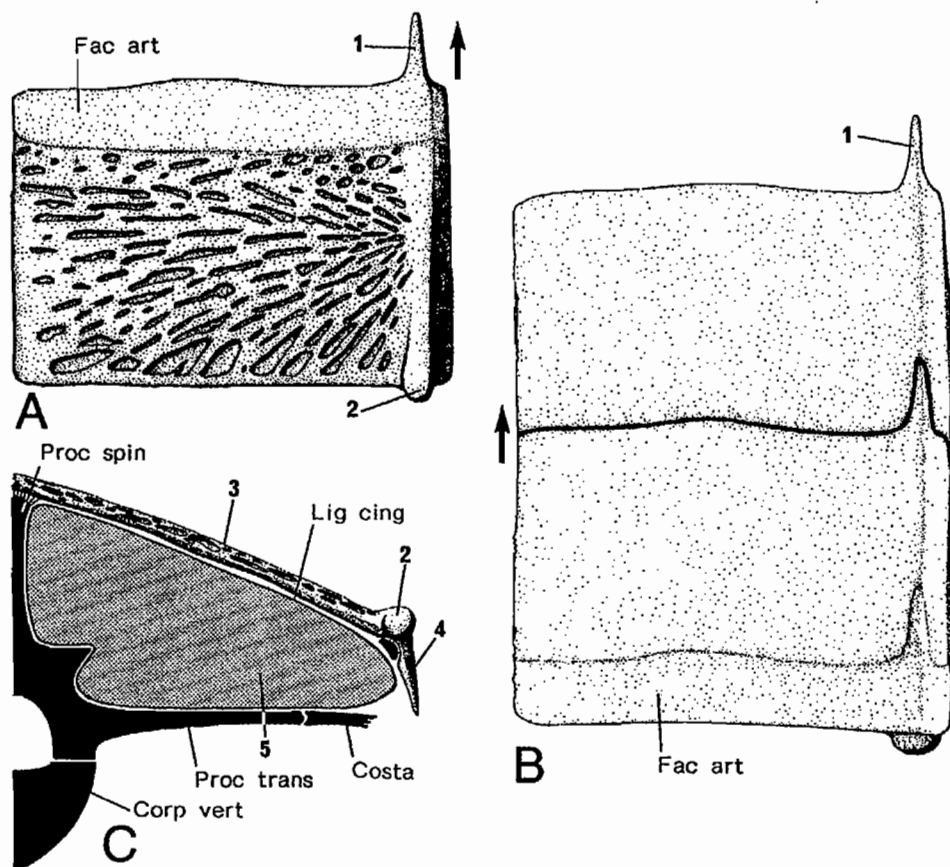 Fac art
1
2
A
Proc spin
3
Lig cing
2
4
5
Proc trans
Costa
Corp vert
C
1
Fac art
B